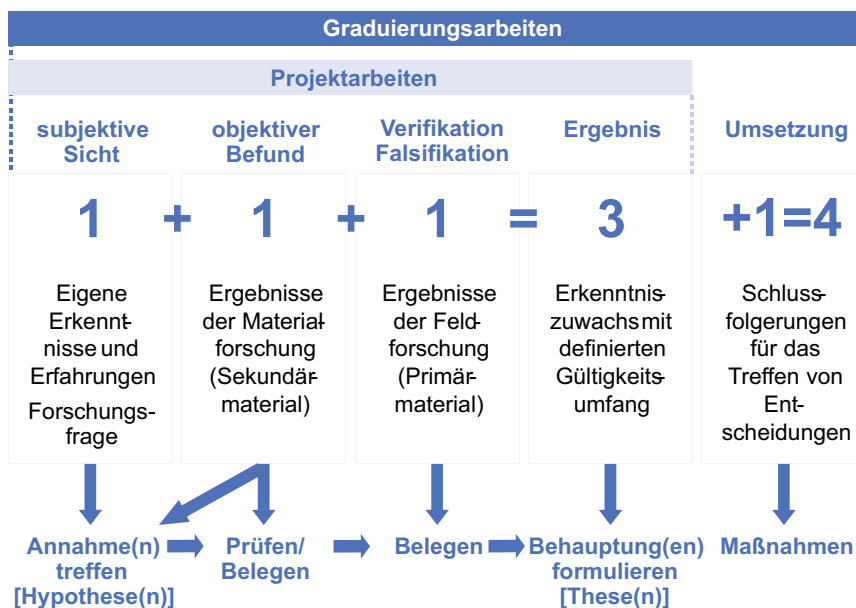 Graduierungsarbeiten
Projektarbeiten
subjektive
Sicht
objektiver
Befund
Verifikation
Falsifikation
Ergebnis
Umsetzung
1 + 1 + 1 = 3 +1=4
Eigene
Erkennt-
nisse und
Erfahrungen
Forschungs-
frage
Ergebnisse
der Material-
forschung
(Sekundär-
material)
Ergebnisse
der Feld-
forschung
(Primär-
material)
Erkenntnis-
zuwachs mit
definierten
Gültigkeits-
umfang
Schluss-
folgerungen
für das
Treffen von
Ent-
scheidungen
Annahme(n)
treffen
[Hypothese(n)]
Prüfen/
Belegen
Belegen
Behauptung(en)
formulieren
[These(n)]
Maßnahmen